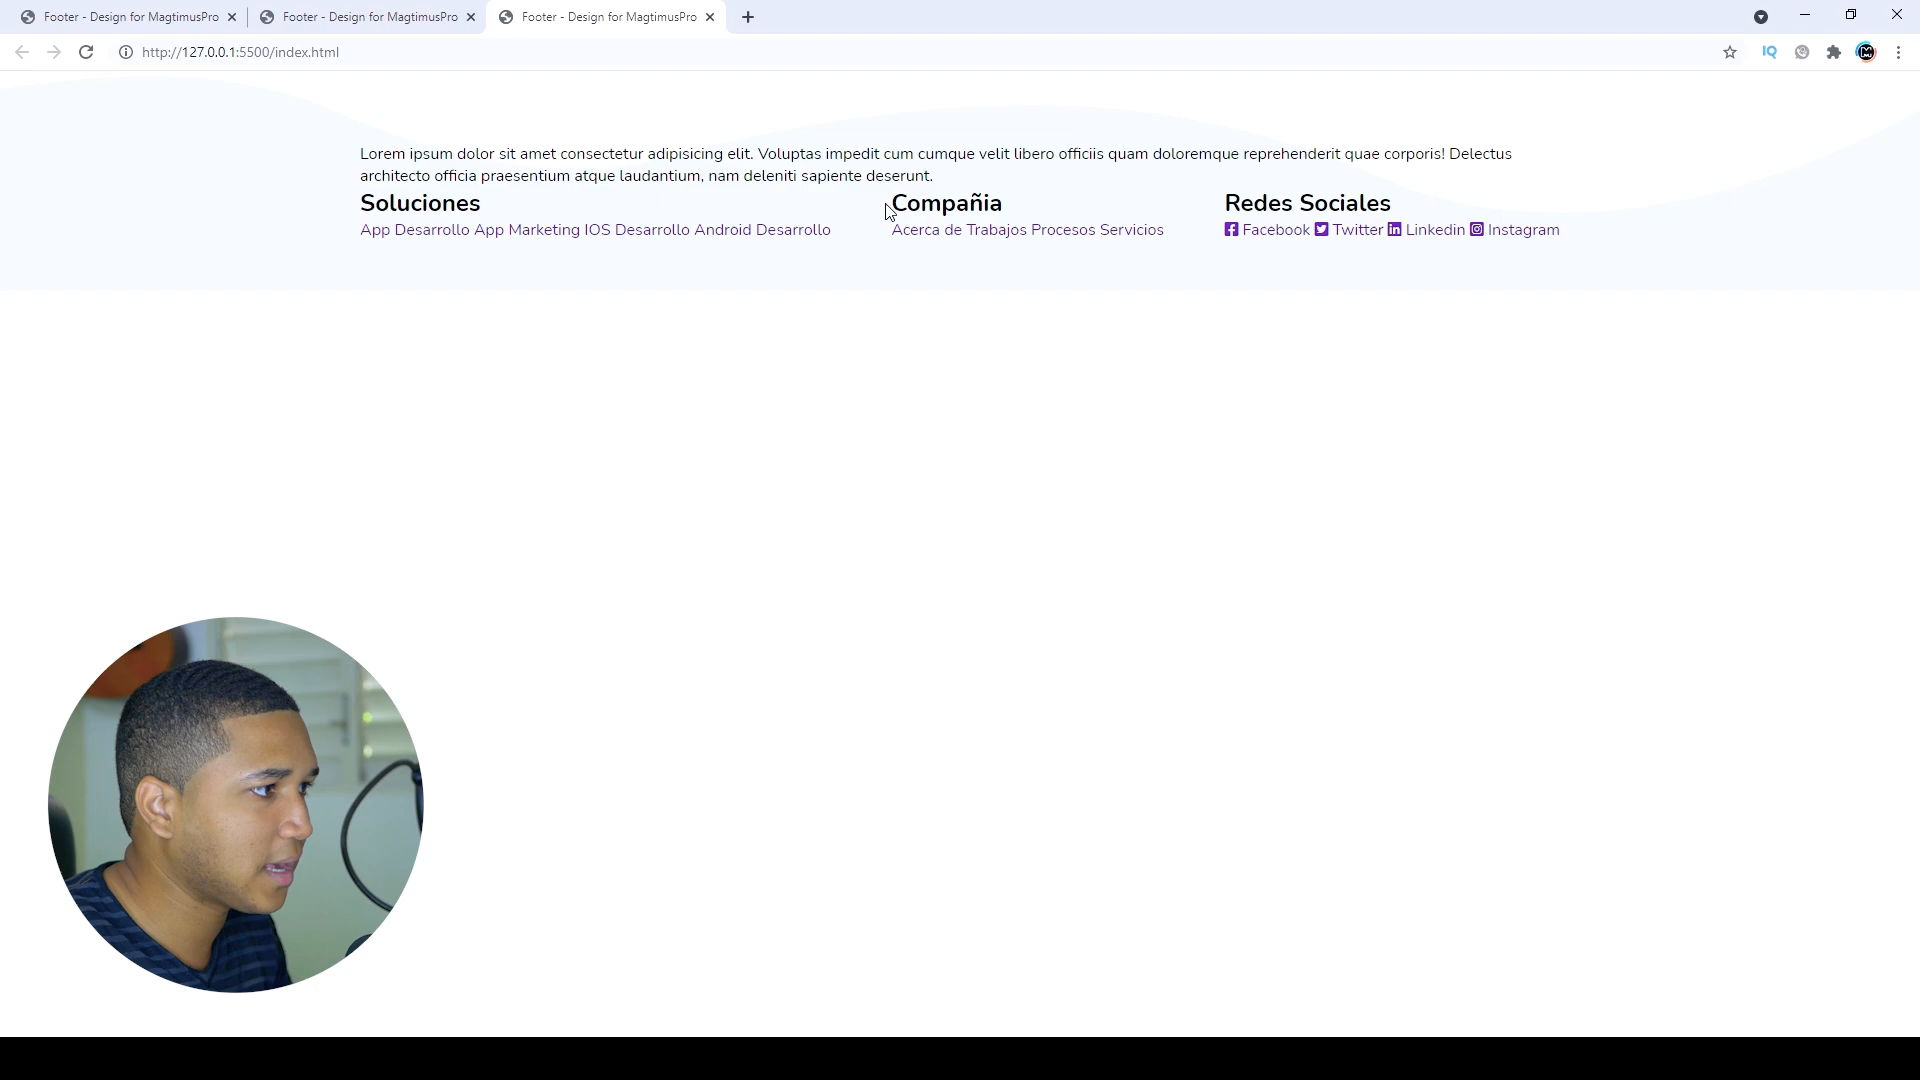 Footer - Design for MagtimusPro
Footer - Design for MagtimusPro
Footer - Design for MagtimusPro
http://127.0.0.1:5500/index.html
IQ
Lorem ipsum dolor sit amet consectetur adipisicing elit. Voluptas impedit cum cumque velit libero officiis quam doloremque reprehenderit quae corporis! Delectus
architecto officia praesentium atque laudantium, nam deleniti sapiente deserunt.
Soluciones
App Desarrollo App Marketing IOS Desarrollo Android Desarrollo
Compañia
Acerca de Trabajos Procesos Servicios
Redes Sociales
Facebook Twitter Linkedin Instagram